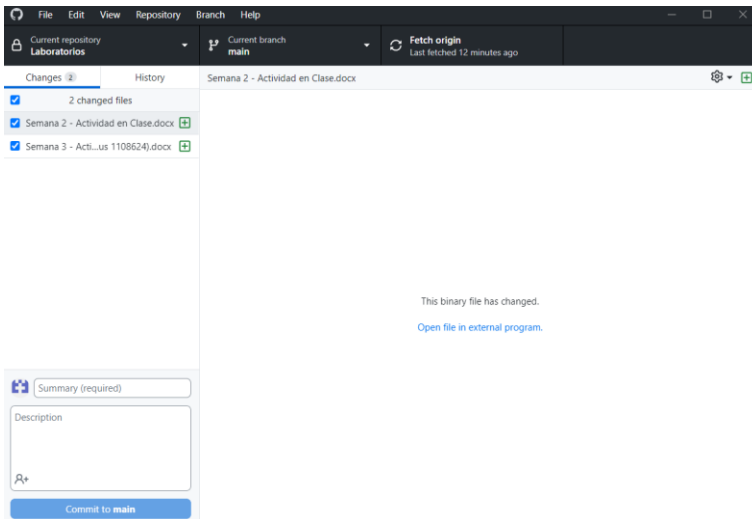 File Edit View Repository Branch Help
Current repository
Laboratorios
Current branch
main
Fetch origin
Last fetched 12 minutes ago
Changes 2 History
Semana 2 - Actividad en Clase.docx
2 changed files
Semana 2 - Actividad en Clase.docx
Semana 3 - Acti...us 1108624).docx
This binary file has changed.
Open file in external program.
Summary (required)
Description
Commit to main